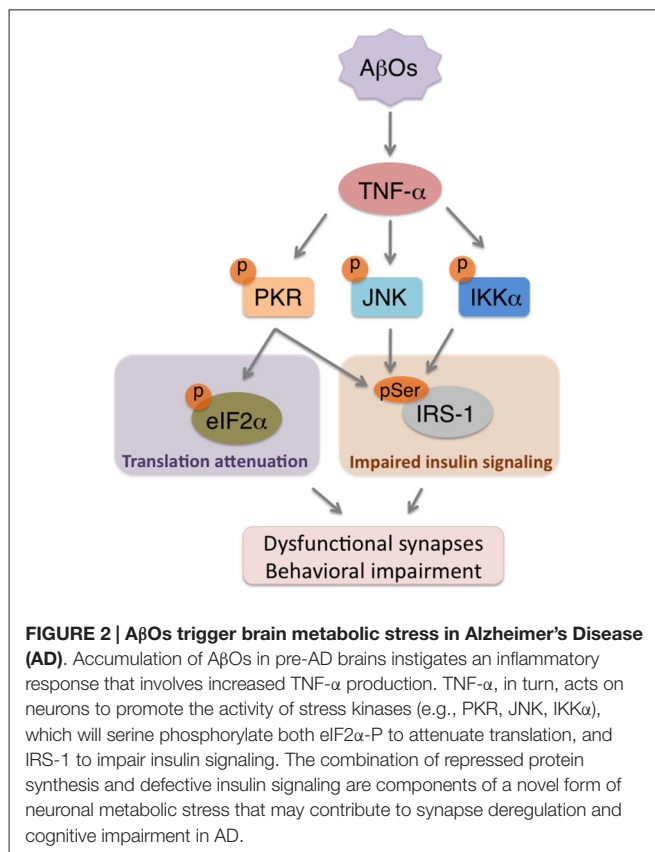 AβOs
TNF-α
p p p
PKR JNK IKKα
p pSer
eIF2α IRS-1
Translation attenuation Impaired insulin signaling
Dysfunctional synapses
Behavioral impairment
FIGURE 2 | AβOs trigger brain metabolic stress in Alzheimer's Disease
(AD). Accumulation of AβOs in pre-AD brains instigates an inflammatory
response that involves increased TNF-α production. TNF-α, in turn, acts on
neurons to promote the activity of stress kinases (e.g., PKR, JNK, IKKα),
which will serine phosphorylate both eIF2α-P to attenuate translation, and
IRS-1 to impair insulin signaling. The combination of repressed protein
synthesis and defective insulin signaling are components of a novel form of
neuronal metabolic stress that may contribute to synapse deregulation and
cognitive impairment in AD.